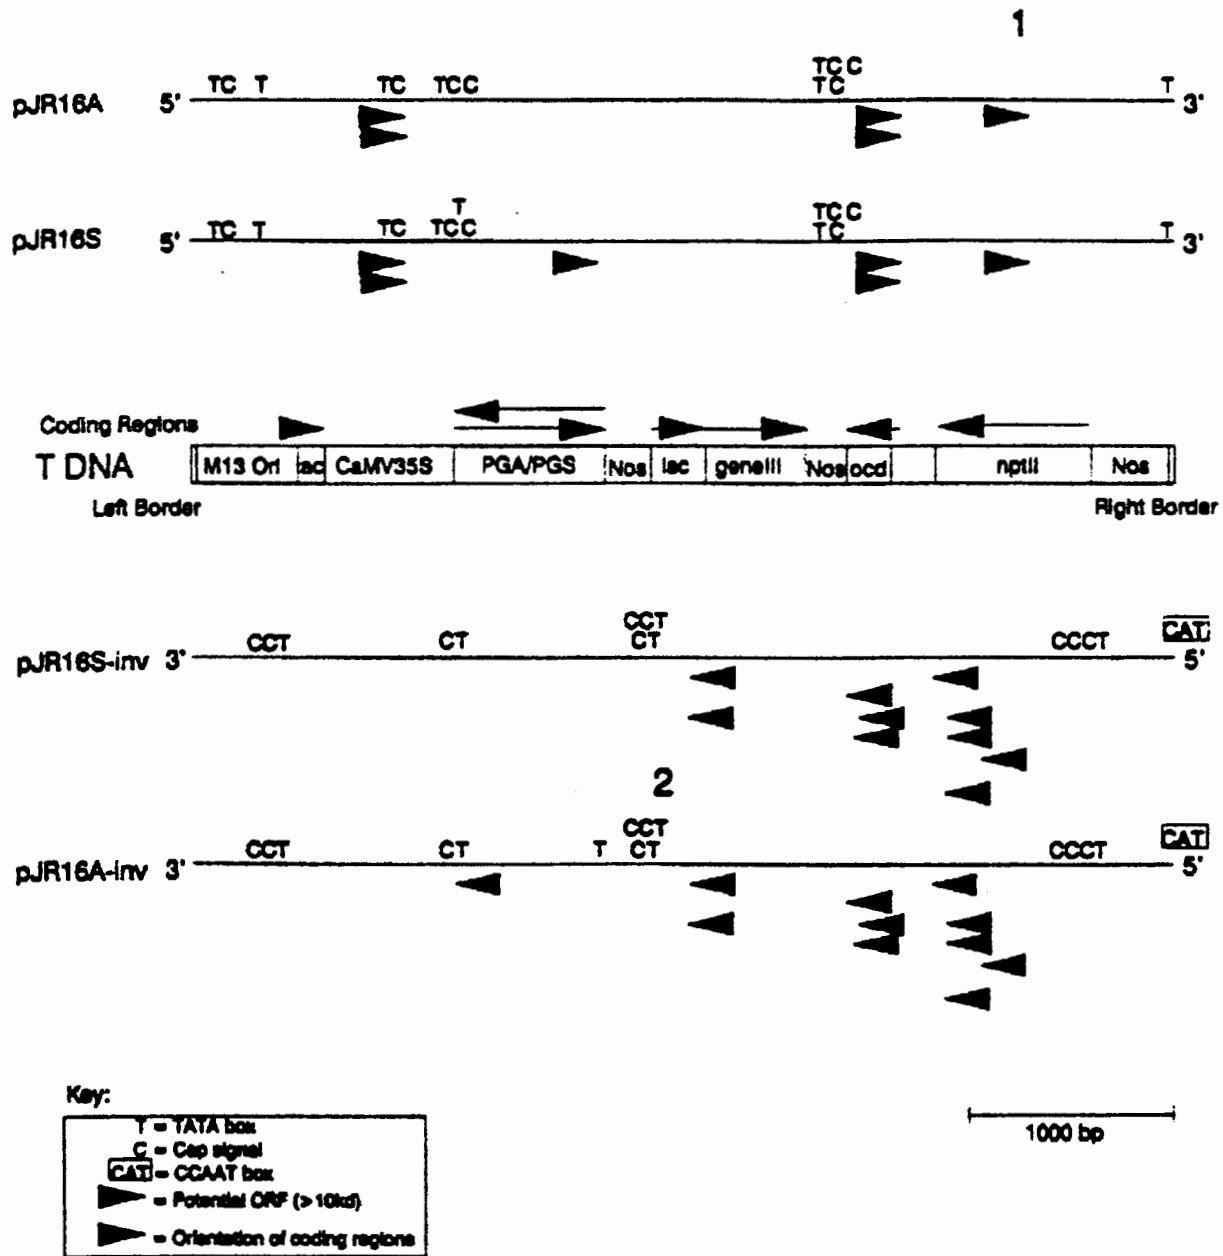 1
TCC
TC T TC TCC TC T
pJR16A 5' 3'
T TCC
TC T TC TCC TC T
pJR16S 5' 3'
Coding Regions
T DNA M13 Ori lac CaMV35S PGA/PGS Nos lac geneIII Nos ocd nptII Nos
Left Border Right Border
CCT CAT
CCT CT CT CCCT
pJR16S-inv 3' 5'
2
CCT CAT
CCT CT T CT CCCT
pJR16A-inv 3' 5'
Key:
T = TATA box
C = Cap signal
CAT = CCAAT box
= Potential ORF (>10kd)
= Orientation of coding regions
1000 bp